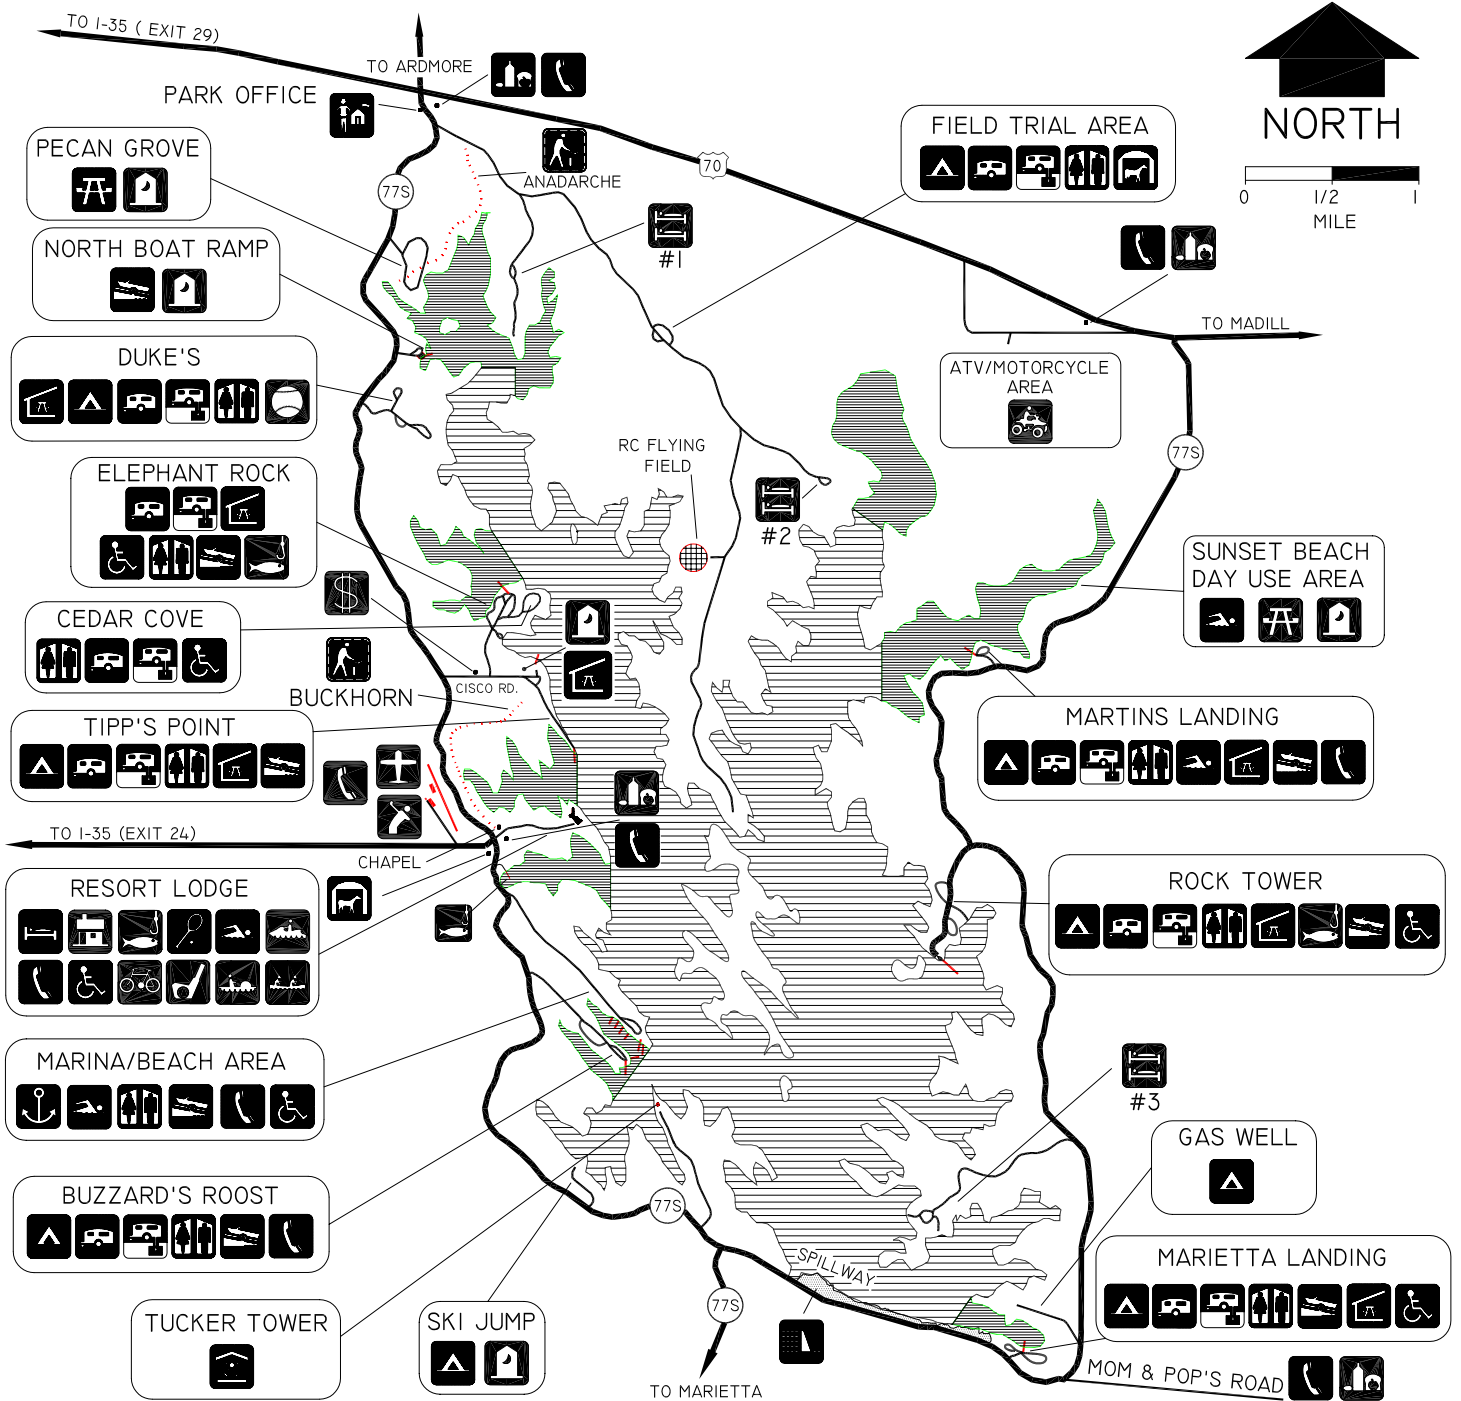 TO I-35 ( EXIT 29)
TO ARDMORE
PARK OFFICE
NORTH
0 1/2 1
MILE
PECAN GROVE
77S
ANADARCHE
70
FIELD TRIAL AREA
#1
NORTH BOAT RAMP
TO MADILL
DUKE'S
ATV/MOTORCYCLE
AREA
RC FLYING
FIELD
77S
ELEPHANT ROCK
#2
SUNSET BEACH
DAY USE AREA
$
CEDAR COVE
CISCO RD.
BUCKHORN
TIPP'S POINT
MARTINS LANDING
TO I-35 (EXIT 24)
CHAPEL
RESORT LODGE
ROCK TOWER
MARINA/BEACH AREA
#3
GAS WELL
BUZZARD'S ROOST
77S
SPILLWAY
MARIETTA LANDING
77S
TUCKER TOWER
SKI JUMP
MOM & POP'S ROAD
TO MARIETTA